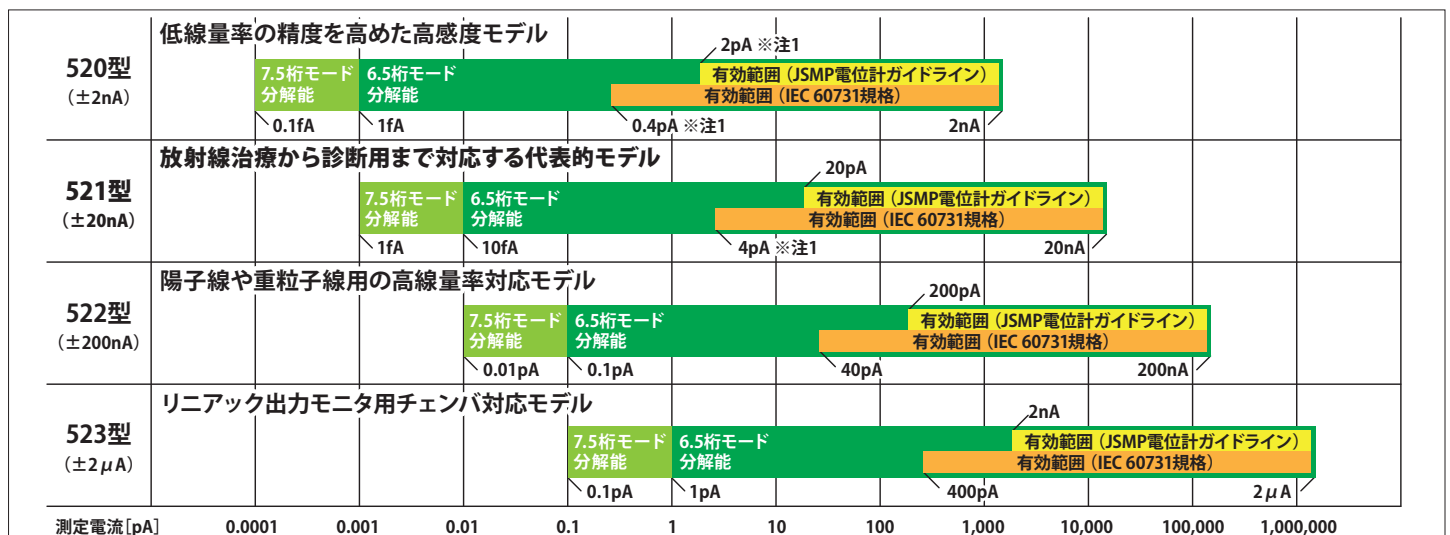 低線量率の精度を高めた高感度モデル
520型
(±2nA)
7.5桁モード 6.5桁モード
分解能 分解能
2pA ※注1
有効範囲(JSMP電位計ガイドライン)
有効範囲(IEC 60731規格)
0.1fA 1fA 0.4pA ※注1 2nA
放射線治療から診断用まで対応する代表的モデル
521型
(±20nA)
7.5桁モード 6.5桁モード
分解能 分解能
20pA
有効範囲(JSMP電位計ガイドライン)
有効範囲(IEC 60731規格)
1fA 10fA 4pA ※注1 20nA
陽子線や重粒子線用の高線量率対応モデル
522型
(±200nA)
7.5桁モード 6.5桁モード
分解能 分解能
200pA
有効範囲(JSMP電位計ガイドライン)
有効範囲(IEC 60731規格)
0.01pA 0.1pA 40pA 200nA
リニアック出力モニタ用チェンバ対応モデル
523型
(±2μA)
7.5桁モード 6.5桁モード
分解能 分解能
2nA
有効範囲(JSMP電位計ガイドライン)
有効範囲(IEC 60731規格)
0.1pA 1pA 400pA 2μA
測定電流[pA] 0.0001 0.001 0.01 0.1 1 10 100 1,000 10,000 100,000 1,000,000